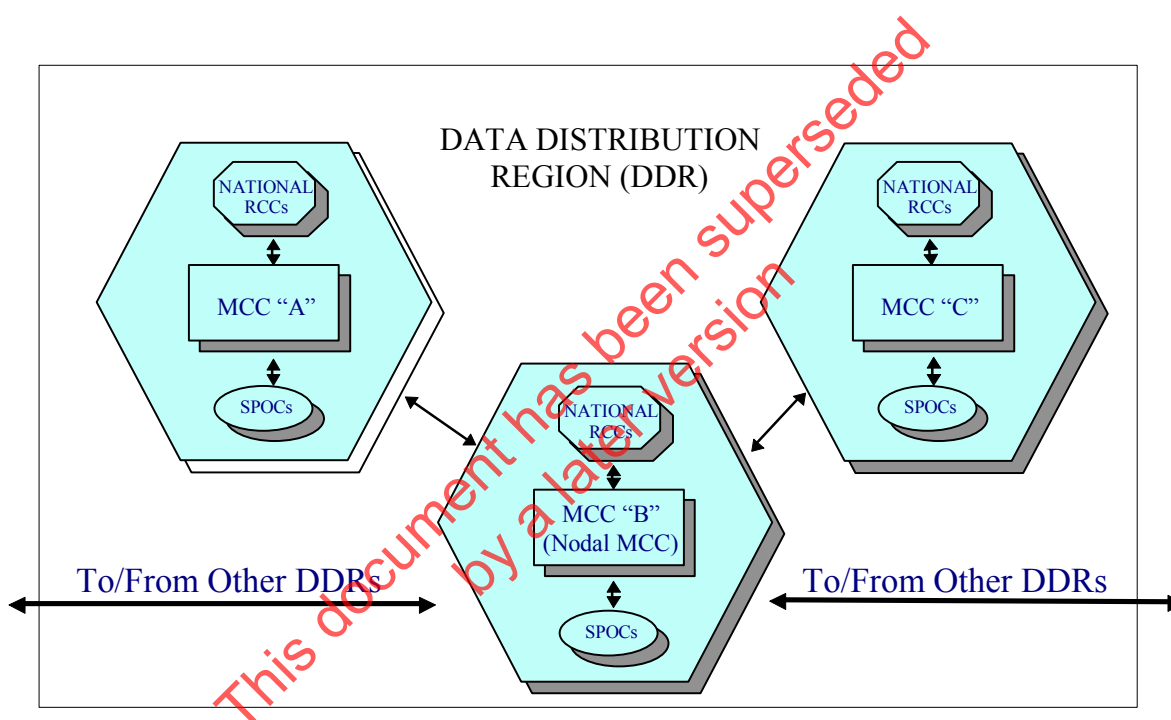 DATA DISTRIBUTION
REGION (DDR)
NATIONAL
RCCs
MCC “A”
SPOCs
NATIONAL
RCCs
MCC “C”
SPOCs
NATIONAL
RCCs
MCC “B”
(Nodal MCC)
SPOCs
To/From Other DDRs
To/From Other DDRs
This document has been superseded
by a later version